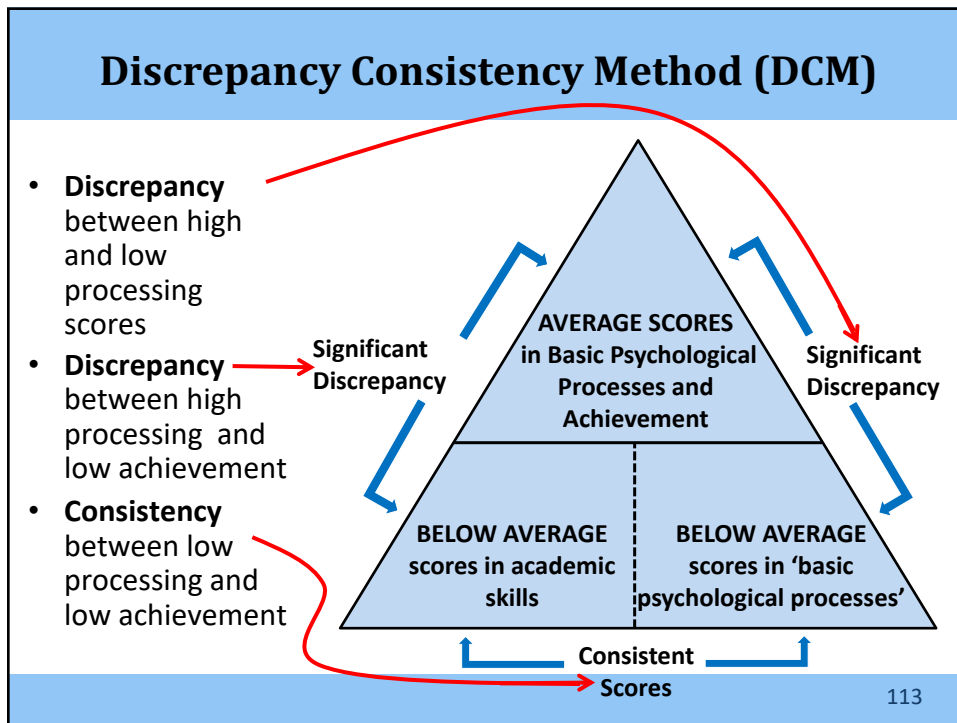 Discrepancy Consistency Method (DCM)
• Discrepancy
between high
and low
processing
scores
• Discrepancy
between high
processing and
low achievement
• Consistency
between low
processing and
low achievement
Significant
Discrepancy
AVERAGE SCORES
in Basic Psychological
Processes and
Achievement
Significant
Discrepancy
BELOW AVERAGE
scores in academic
skills
BELOW AVERAGE
scores in ‘basic
psychological processes’
Consistent
Scores
113